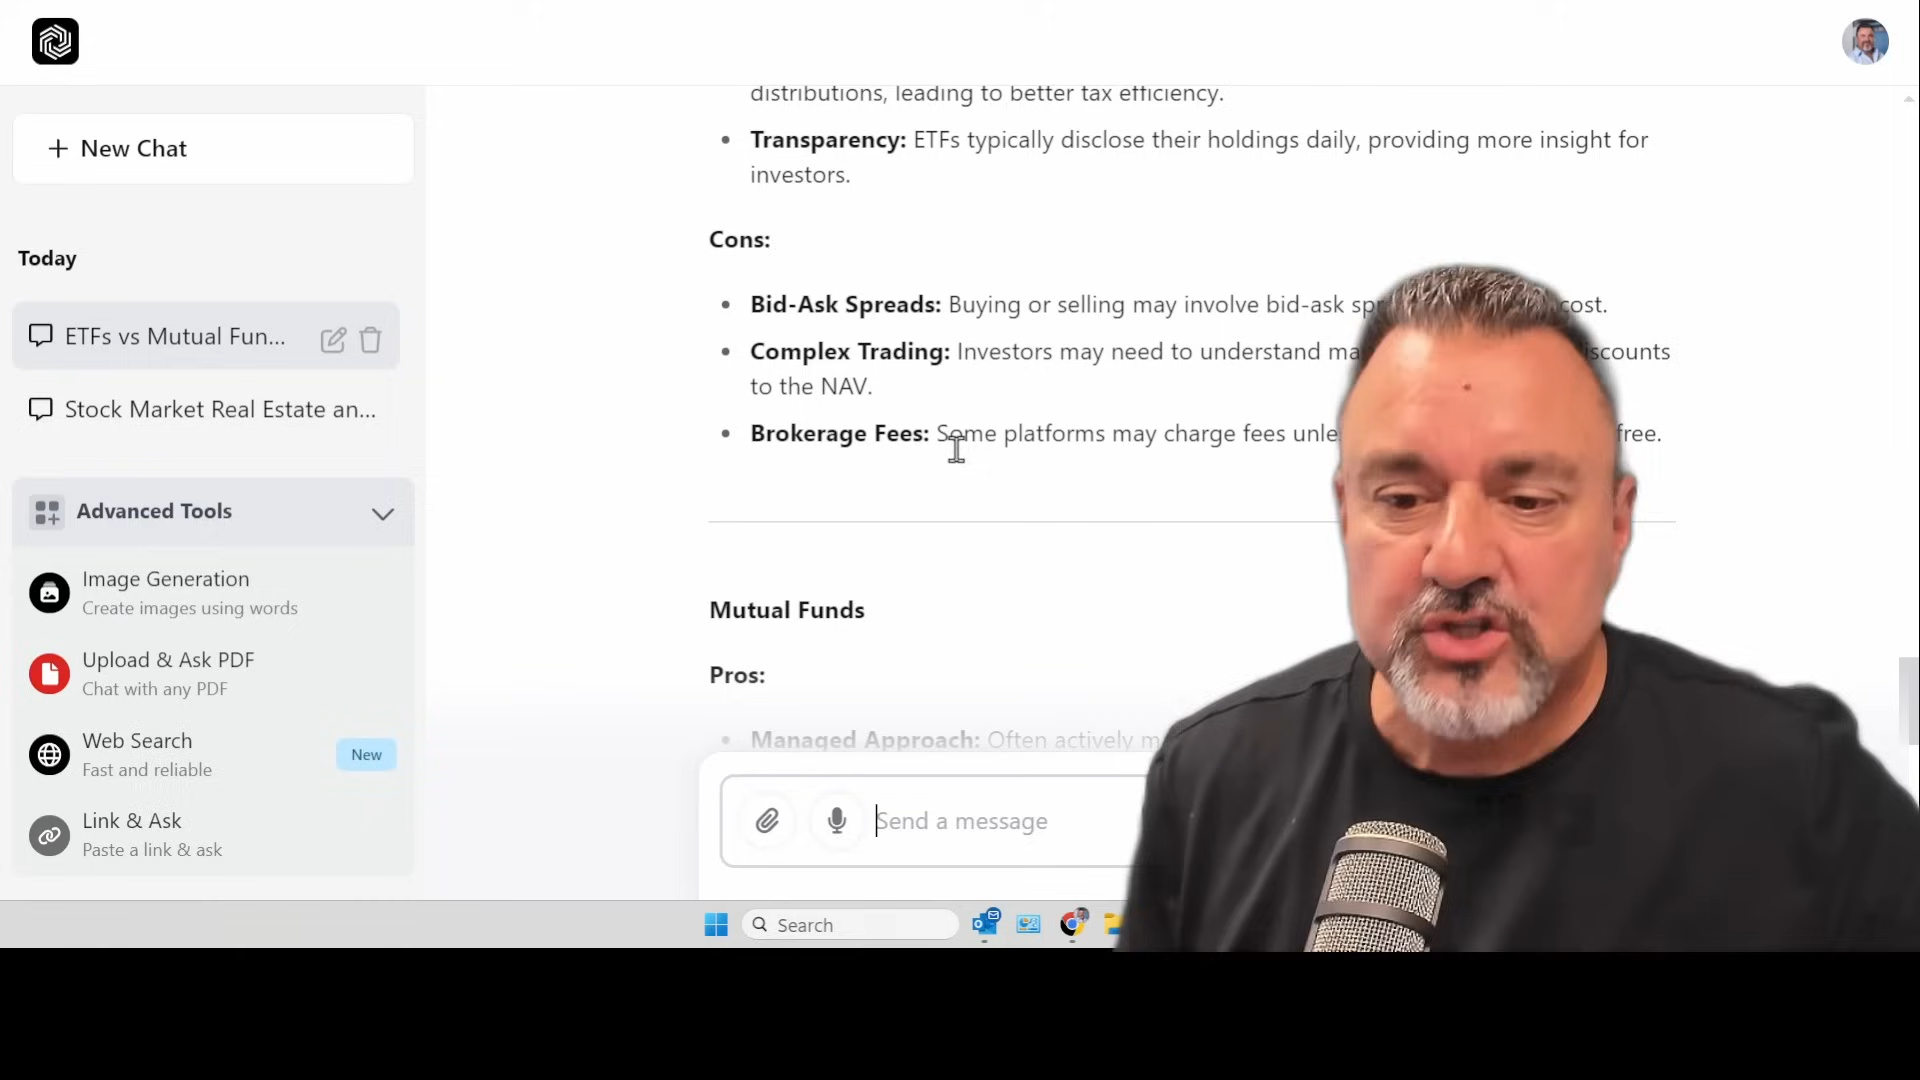 + New Chat
Today
ETFs vs Mutual Fun...
Stock Market Real Estate an...
Advanced Tools
Image Generation
Create images using words
Upload & Ask PDF
Chat with any PDF
Web Search
Fast and reliable
New
Link & Ask
Paste a link & ask
distributions, leading to better tax efficiency.
• Transparency: ETFs typically disclose their holdings daily, providing more insight for
investors.
Cons:
• Bid-Ask Spreads: Buying or selling may involve bid-ask cost.
• Complex Trading: Investors may need to understand
to the NAV.
• Brokerage Fees: Some platforms may charge fees free.
Mutual Funds
Pros:
• Managed Approach: Often actively
Send a message
Search